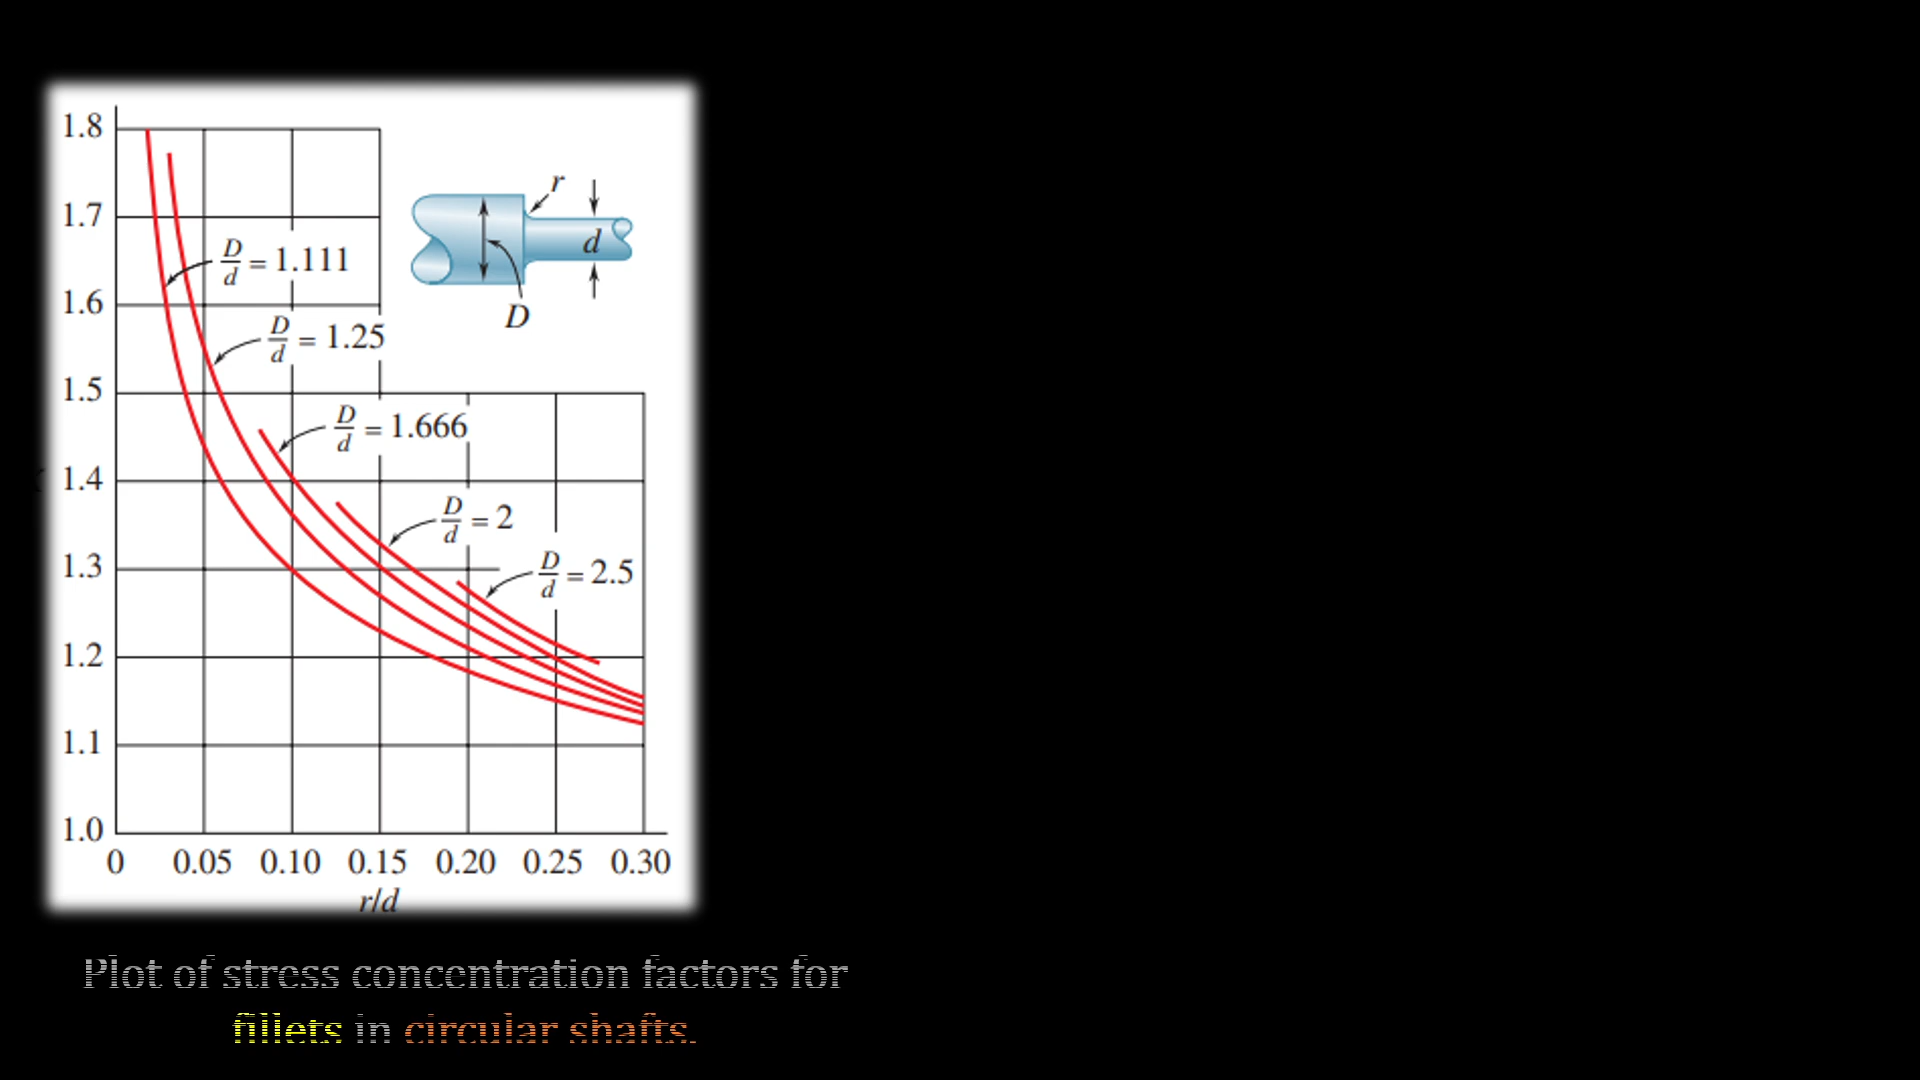 1.8
1.7
1.6
1.5
1.4
1.3
1.2
1.1
1.0
0 0.05 0.10 0.15 0.20 0.25 0.30
r/d
D/d = 1.111
D/d = 1.25
D/d = 1.666
D/d = 2
D/d = 2.5
r
d
D
Plot of stress concentration factors for
fillets in circular shafts.